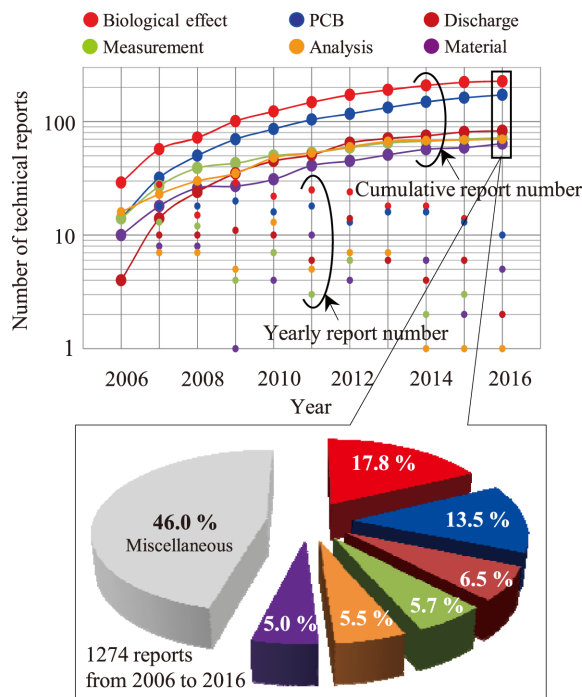 Biological effect PCB Discharge
Measurement Analysis Material
Number of technical reports
100
10
1
Cumulative report number
Yearly report number
2006 2008 2010 2012 2014 2016
Year
17.8 %
13.5 %
6.5 %
5.7 %
5.5 %
5.0 %
46.0 %
Miscellaneous
1274 reports
from 2006 to 2016